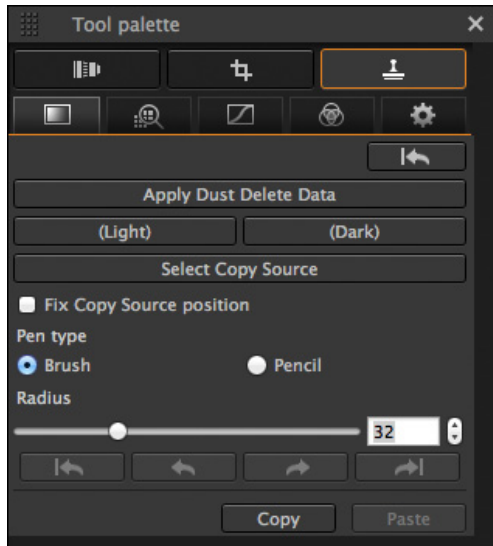 Tool palette
Apply Dust Delete Data
(Light) (Dark)
Select Copy Source
Fix Copy Source position
Pen type
Brush Pencil
Radius
32
Copy Paste